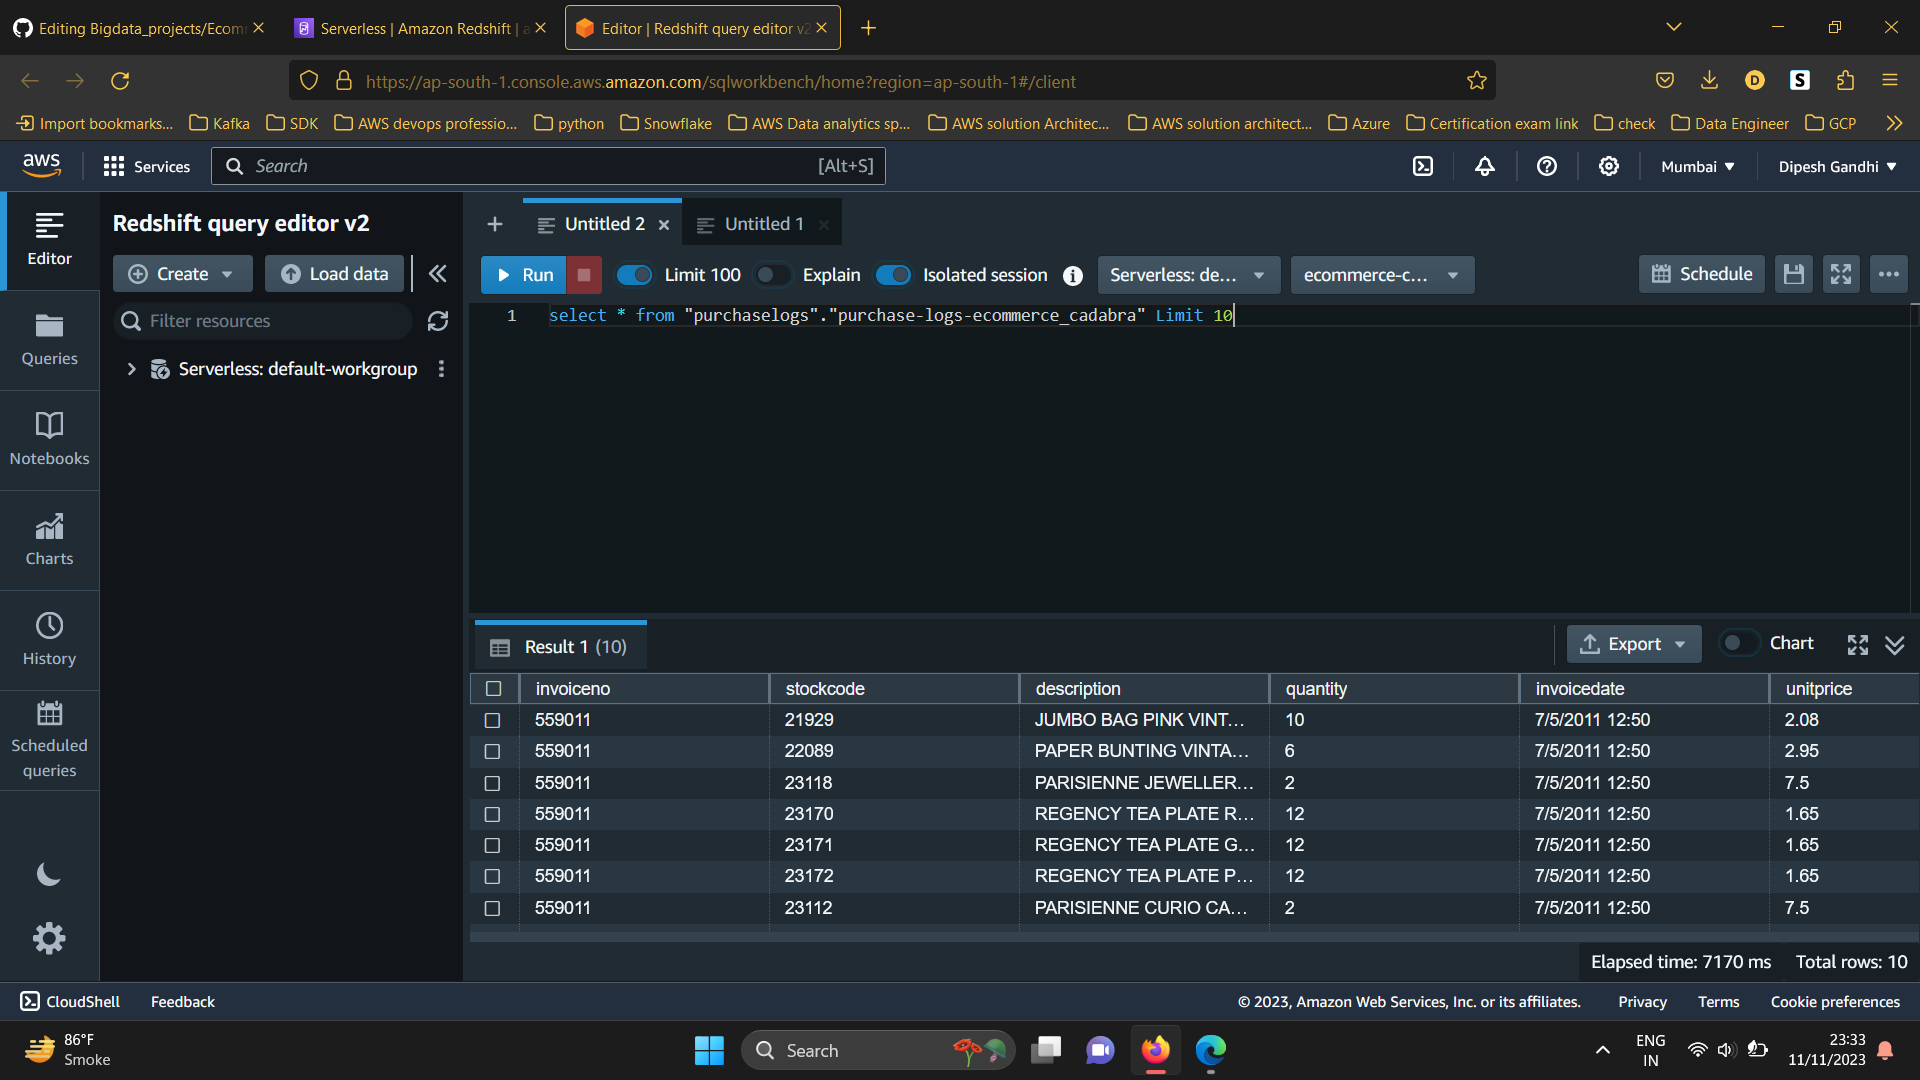 Editing Bigdata_projects/Ecom
Serverless | Amazon Redshift | a
Editor | Redshift query editor v2
https://ap-south-1.console.aws.amazon.com/sqlworkbench/home?region=ap-south-1#/client
D
S
Import bookmarks...
Kafka
SDK
AWS devops professio...
python
Snowflake
AWS Data analytics sp...
AWS solution Architec...
AWS solution architect...
Azure
Certification exam link
check
Data Engineer
GCP
aws
Services
Search
[Alt+S]
Mumbai
Dipesh Gandhi
Editor
Queries
Notebooks
Charts
History
Scheduled
queries
Redshift query editor v2
Create
Load data
Filter resources
Serverless: default-workgroup
Untitled 2
Untitled 1
Run
Limit 100
Explain
Isolated session
Serverless: de...
ecommerce-c...
Schedule
1 select * from "purchaselogs"."purchase-logs-ecommerce_cadabra" Limit 10
Result 1 (10)
Export
Chart
invoiceno stockcode description quantity invoicedate unitprice
559011 21929 JUMBO BAG PINK VINT... 10 7/5/2011 12:50 2.08
559011 22089 PAPER BUNTING VINTA... 6 7/5/2011 12:50 2.95
559011 23118 PARISIENNE JEWELLER... 2 7/5/2011 12:50 7.5
559011 23170 REGENCY TEA PLATE R... 12 7/5/2011 12:50 1.65
559011 23171 REGENCY TEA PLATE G... 12 7/5/2011 12:50 1.65
559011 23172 REGENCY TEA PLATE P... 12 7/5/2011 12:50 1.65
559011 23112 PARISIENNE CURIO CA... 2 7/5/2011 12:50 7.5
Elapsed time: 7170 ms Total rows: 10
CloudShell
Feedback
© 2023, Amazon Web Services, Inc. or its affiliates.
Privacy
Terms
Cookie preferences
86°F
Smoke
Search
ENG
IN
23:33
11/11/2023